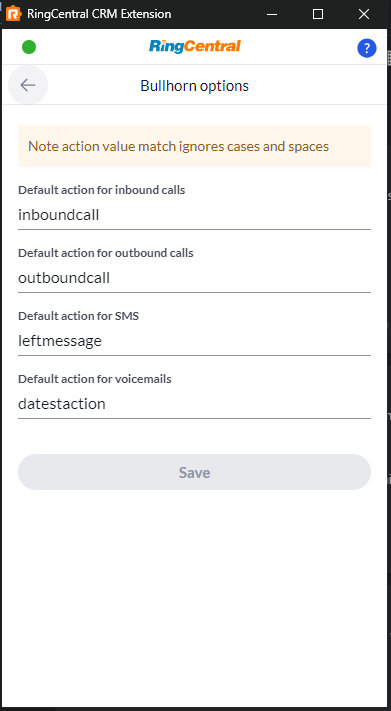 RingCentral CRM Extension
RingCentral
?
Bullhorn options
Note action value match ignores cases and spaces
Default action for inbound calls
inboundcall
Default action for outbound calls
outboundcall
Default action for SMS
leftmessage
Default action for voicemails
datestaction
Save